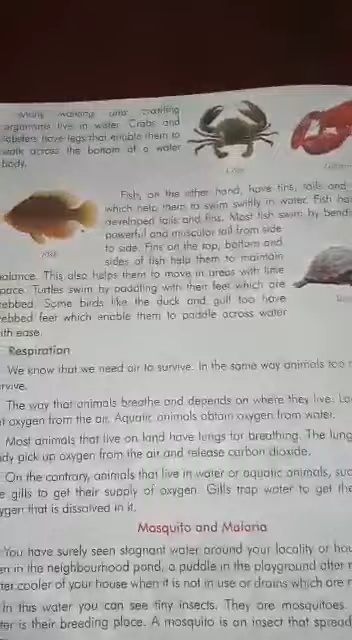 Many walking and crawling
organisms live in water. Crabs and
lobsters have legs that enable them to
walk across the bottom of a water
body.
Fish, on the other hand, have fins, tails and
which help them to swim swiftly in water. Fish ha
developed tails and fins. Most fish swim by bend
powerful and muscular tail from side
to side. Fins on the top, bottom and
sides of fish help them to maintain
balance. This also helps them to move in areas with little
pace. Turtles swim by paddling with their feet which are
ebbed. Some birds like the duck and gull too have
ebbed feet which enable them to paddle across water
ith ease.
Respiration
We know that we need air to survive. In the same way animals too
rvive.
The way that animals breathe and depends on where they live. La
t oxygen from the air. Aquatic animals obtain oxygen from water.
Most animals that live on land have lungs for breathing. The lung
dy pick up oxygen from the air and release carbon dioxide.
On the contrary, animals that live in water or aquatic animals, suc
e gills to get their supply of oxygen. Gills trap water to get the
ygen that is dissolved in it.
Mosquito and Malaria
You have surely seen stagnant water around your locality or hou
en in the neighbourhood pond, a puddle in the playground after r
ter cooler of your house when it is not in use or drains which are r
In this water you can see tiny insects. They are mosquitoes.
ter is their breeding place. A mosquito is an insect that spread